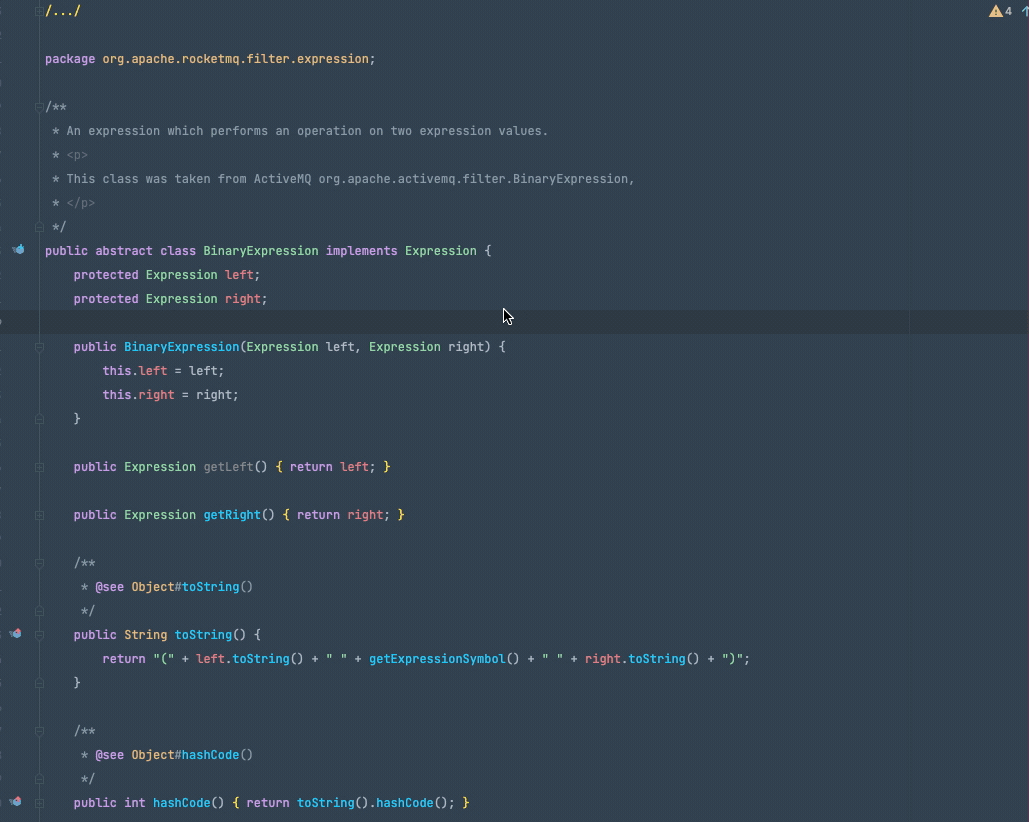 /.../
4
package org.apache.rocketmq.filter.expression;
/**
* An expression which performs an operation on two expression values.
* <p>
* This class was taken from ActiveMQ org.apache.activemq.filter.BinaryExpression,
* </p>
*/
public abstract class BinaryExpression implements Expression {
protected Expression left;
protected Expression right;
public BinaryExpression(Expression left, Expression right) {
this.left = left;
this.right = right;
}
public Expression getLeft() { return left; }
public Expression getRight() { return right; }
/**
* @see Object#toString()
*/
public String toString() {
return "(" + left.toString() + " " + getExpressionSymbol() + " " + right.toString() + ")";
}
/**
* @see Object#hashCode()
*/
public int hashCode() { return toString().hashCode(); }